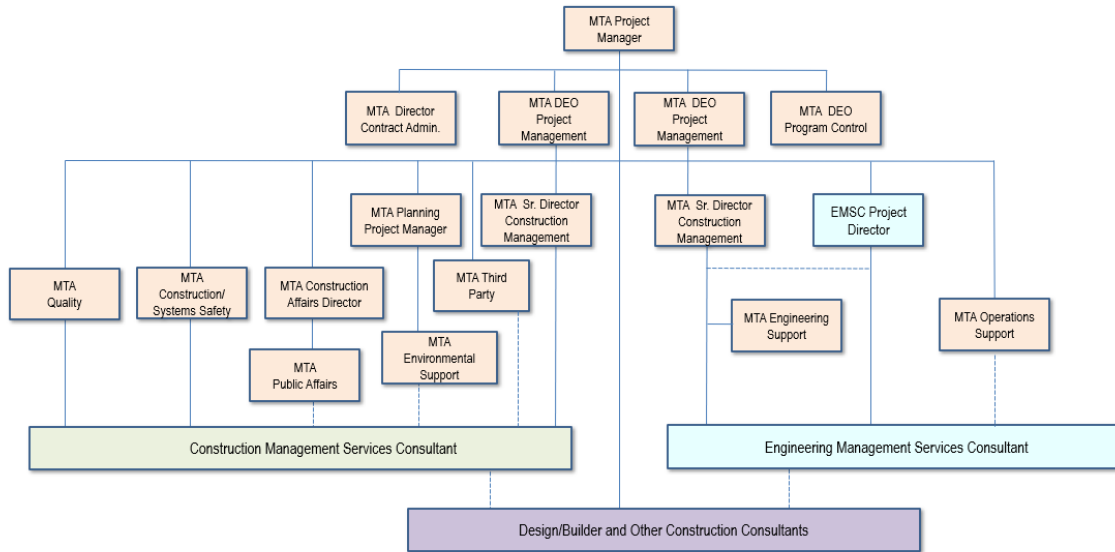 MTA Project
Manager
MTA Director
Contract Admin.
MTA DEO
Project
Management
MTA DEO
Project
Management
MTA DEO
Program Control
MTA Planning
Project Manager
MTA Sr. Director
Construction
Management
MTA Sr. Director
Construction
Management
EMSC Project
Director
MTA
Quality
MTA
Construction/
Systems Safety
MTA Construction
Affairs Director
MTA Third
Party
MTA Engineering
Support
MTA Operations
Support
MTA
Public Affairs
MTA
Environmental
Support
Construction Management Services Consultant
Engineering Management Services Consultant
Design/Builder and Other Construction Consultants